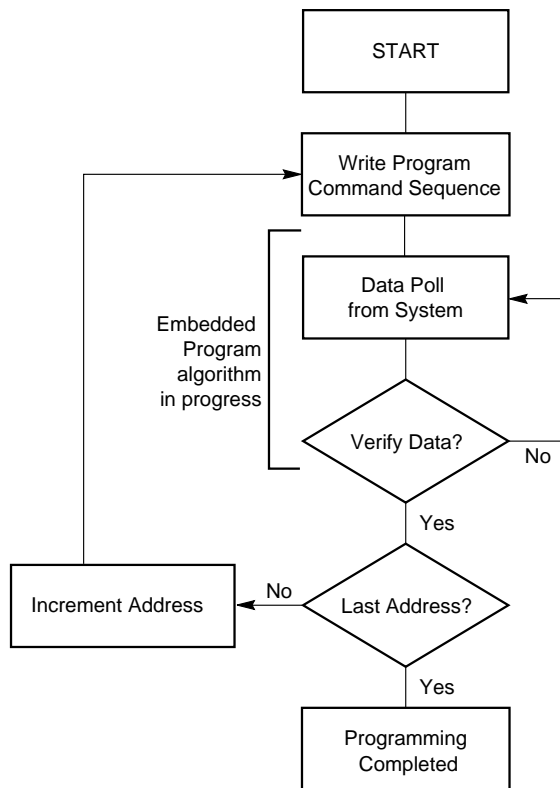 START
Write Program
Command Sequence
Data Poll
from System
Embedded
Program
algorithm
in progress
Verify Data?
No
Yes
Increment Address
No
Last Address?
Yes
Programming
Completed